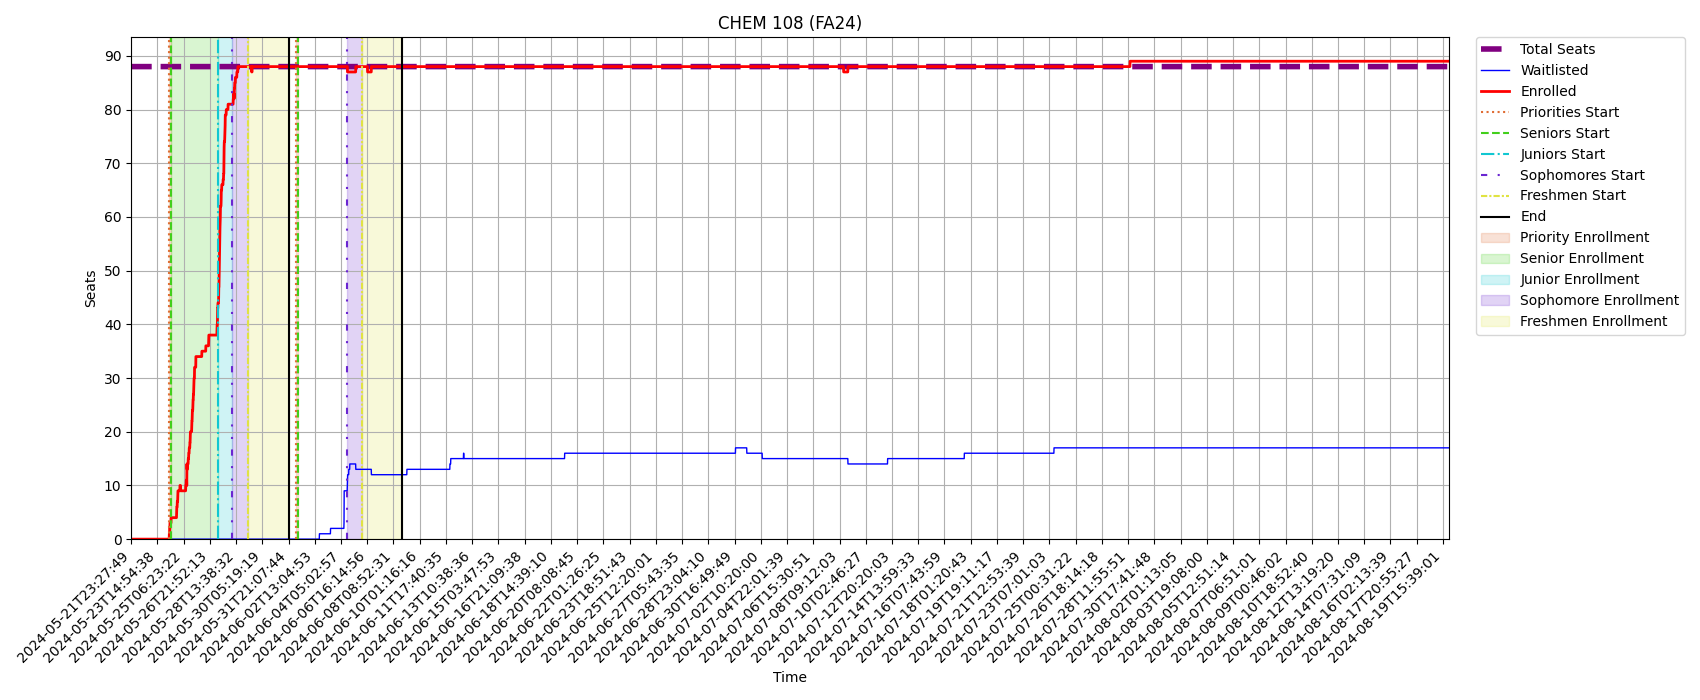 CHEM 108 (FA24)
Seats
90
80
70
60
50
40
30
20
10
0
2024-05-21T23:27:49
2024-05-23T14:54:38
2024-05-25T06:23:22
2024-05-26T21:52:13
2024-05-28T13:38:32
2024-05-30T05:19:19
2024-05-31T21:07:44
2024-06-02T13:04:53
2024-06-04T05:02:57
2024-06-06T16:14:56
2024-06-08T08:52:31
2024-06-10T01:16:16
2024-06-11T17:40:35
2024-06-13T10:38:36
2024-06-15T03:47:53
2024-06-16T21:09:38
2024-06-18T14:39:10
2024-06-20T08:08:45
2024-06-22T01:26:25
2024-06-23T18:51:43
2024-06-25T12:20:01
2024-06-27T05:43:35
2024-06-28T23:04:10
2024-06-30T16:49:49
2024-07-02T10:20:00
2024-07-04T22:01:39
2024-07-06T15:30:51
2024-07-08T09:12:03
2024-07-10T02:46:27
2024-07-12T20:20:03
2024-07-14T13:59:33
2024-07-16T07:43:59
2024-07-18T01:20:43
2024-07-19T19:11:17
2024-07-21T12:53:39
2024-07-23T07:01:03
2024-07-25T00:31:22
2024-07-26T18:14:18
2024-07-28T11:55:51
2024-07-30T17:41:48
2024-08-02T01:13:05
2024-08-03T19:08:00
2024-08-05T12:51:14
2024-08-07T06:51:01
2024-08-09T00:46:02
2024-08-10T18:52:40
2024-08-12T13:19:20
2024-08-14T07:31:09
2024-08-16T02:13:39
2024-08-17T20:55:27
2024-08-19T15:39:01
Time
Total Seats
Waitlisted
Enrolled
Priorities Start
Seniors Start
Juniors Start
Sophomores Start
Freshmen Start
End
Priority Enrollment
Senior Enrollment
Junior Enrollment
Sophomore Enrollment
Freshmen Enrollment